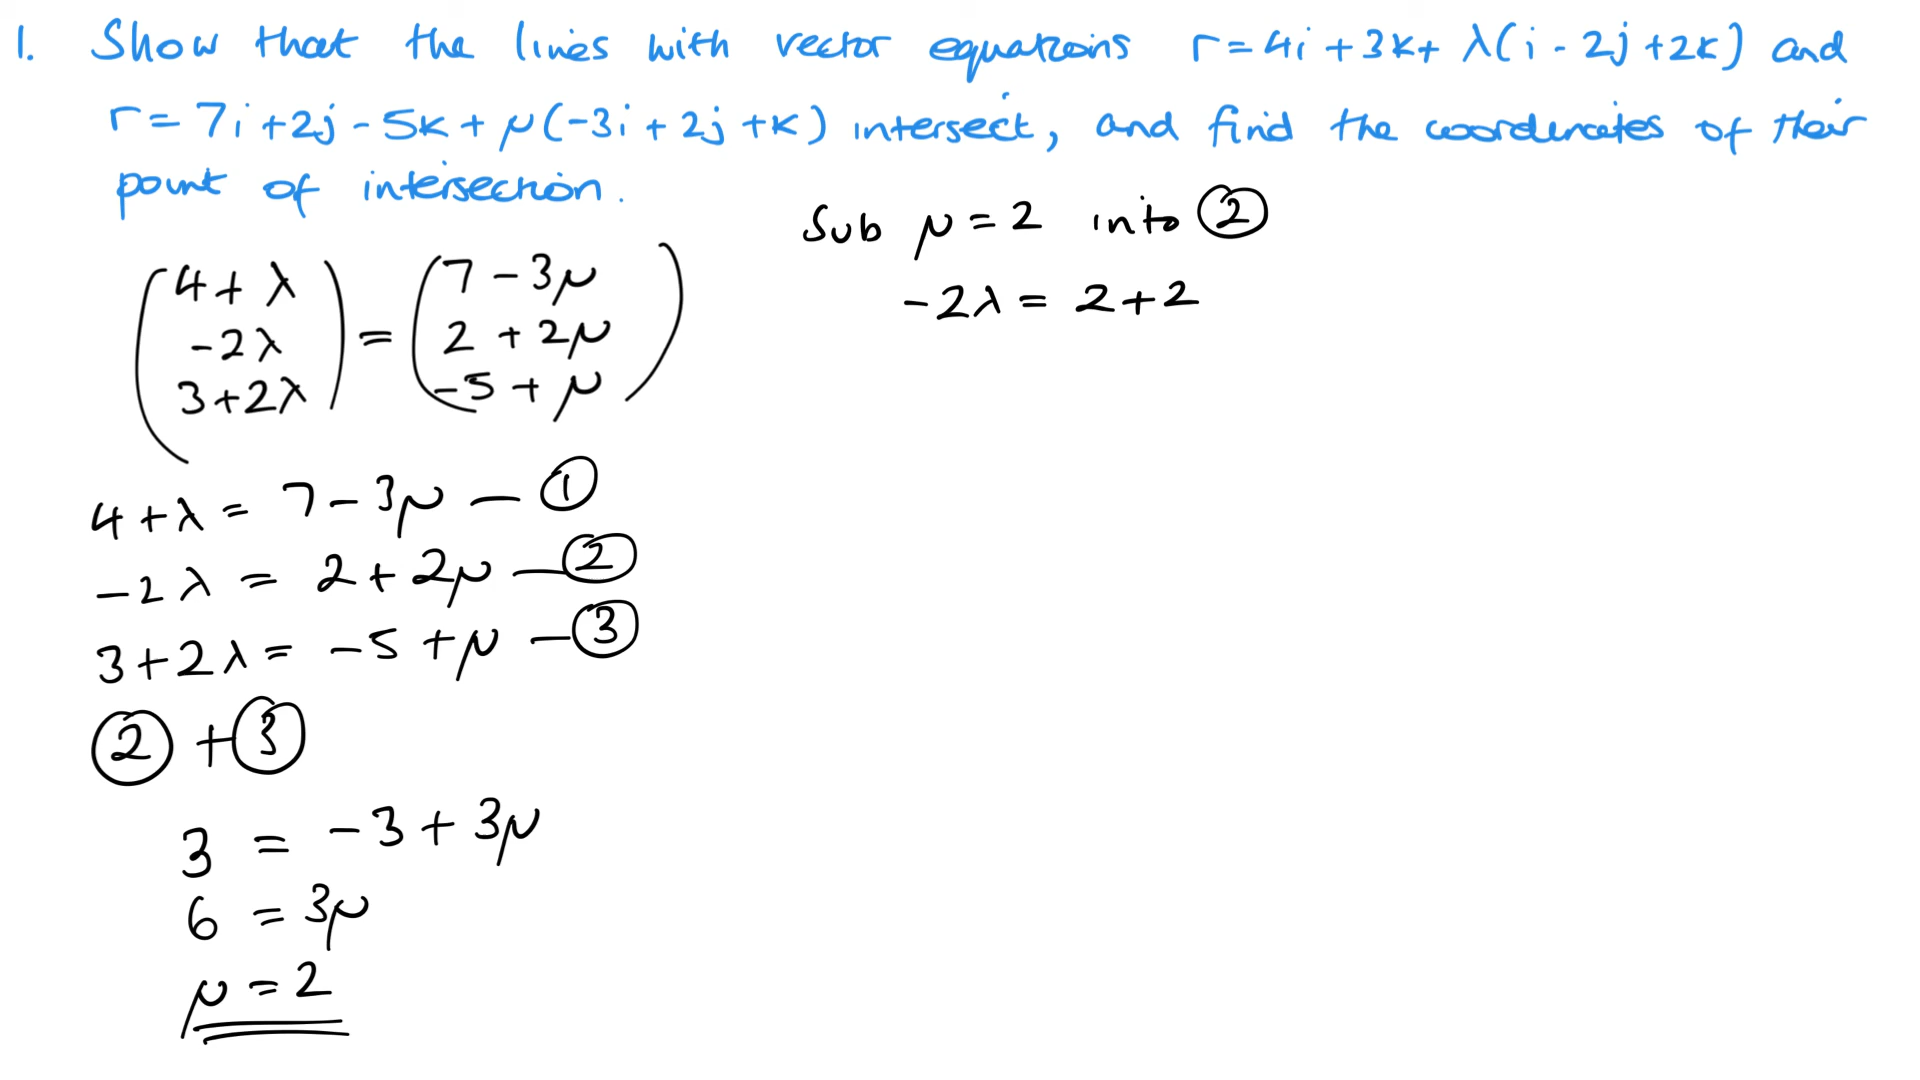 1. Show that the lines with vector equations r = 4i + 3k + λ(i - 2j + 2k) and
r = 7i + 2j - 5k + μ(-3i + 2j + k) intersect, and find the coordinates of their
point of intersection.
(4 + λ) = (7 - 3μ)
(-2λ) = (2 + 2μ)
(3 + 2λ) = (-5 + μ)
4 + λ = 7 - 3μ — ①
-2λ = 2 + 2μ — ②
3 + 2λ = -5 + μ — ③
② + ③
3 = -3 + 3μ
6 = 3μ
μ = 2
Sub μ = 2 into ②
-2λ = 2 + 2